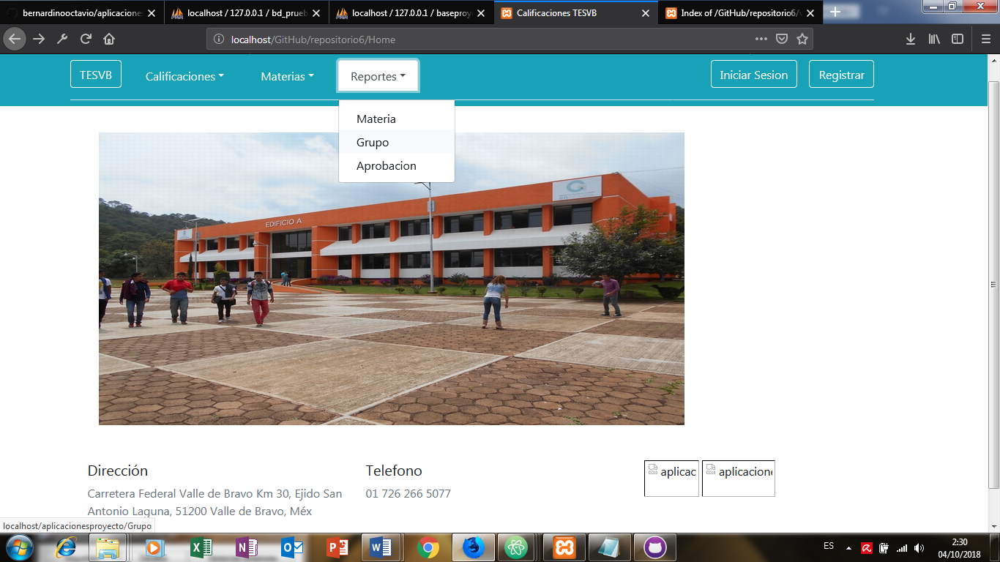 bernardinooctavio/aplicaciones
localhost / 127.0.0.1 / bd_prueb
localhost / 127.0.0.1 / baseproy
Calificaciones TESVB
Index of /GitHub/repositorio6/v
localhost/GitHub/repositorio6/Home
TESVB
Calificaciones
Materias
Reportes
Iniciar Sesion
Registrar
Materia
Grupo
Aprobacion
EDIFICIO A
Dirección
Carretera Federal Valle de Bravo Km 30, Ejido San
Antonio Laguna, 51200 Valle de Bravo, Méx
Telefono
01 726 266 5077
aplicac
aplicacione
localhost/aplicacionesproyecto/Grupo
ES
2:30
04/10/2018